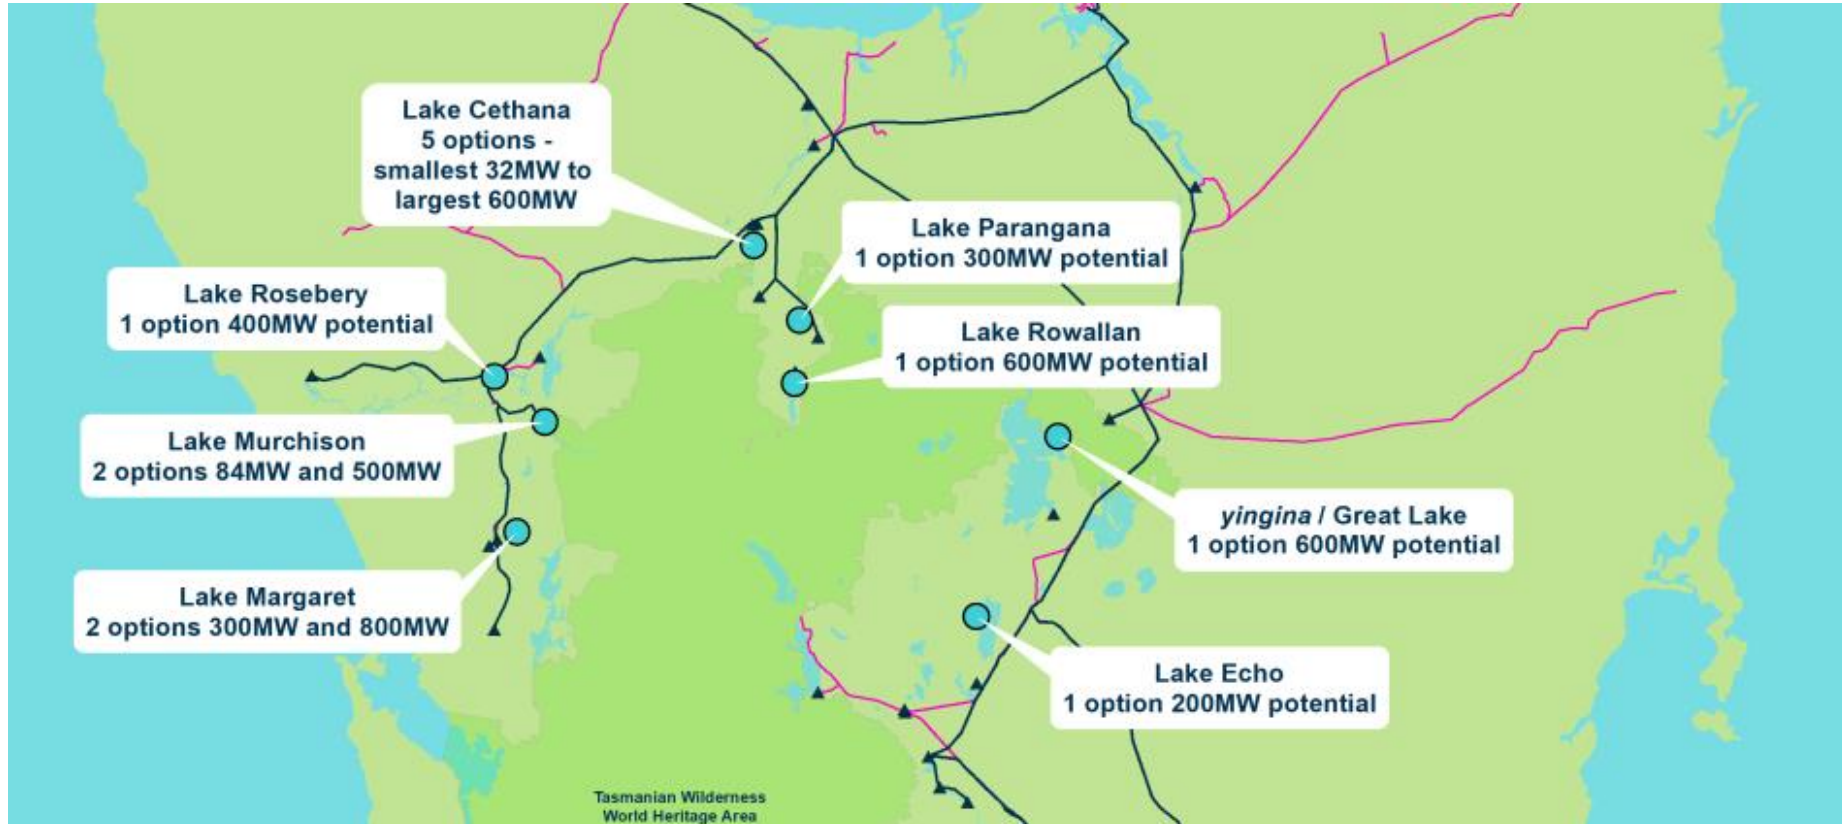 Lake Cethana
5 options -
smallest 32MW to
largest 600MW
Lake Parangana
1 option 300MW potential
Lake Rosebery
1 option 400MW potential
Lake Rowallan
1 option 600MW potential
Lake Murchison
2 options 84MW and 500MW
yingina / Great Lake
1 option 600MW potential
Lake Margaret
2 options 300MW and 800MW
Lake Echo
1 option 200MW potential
Tasmanian Wilderness
World Heritage Area